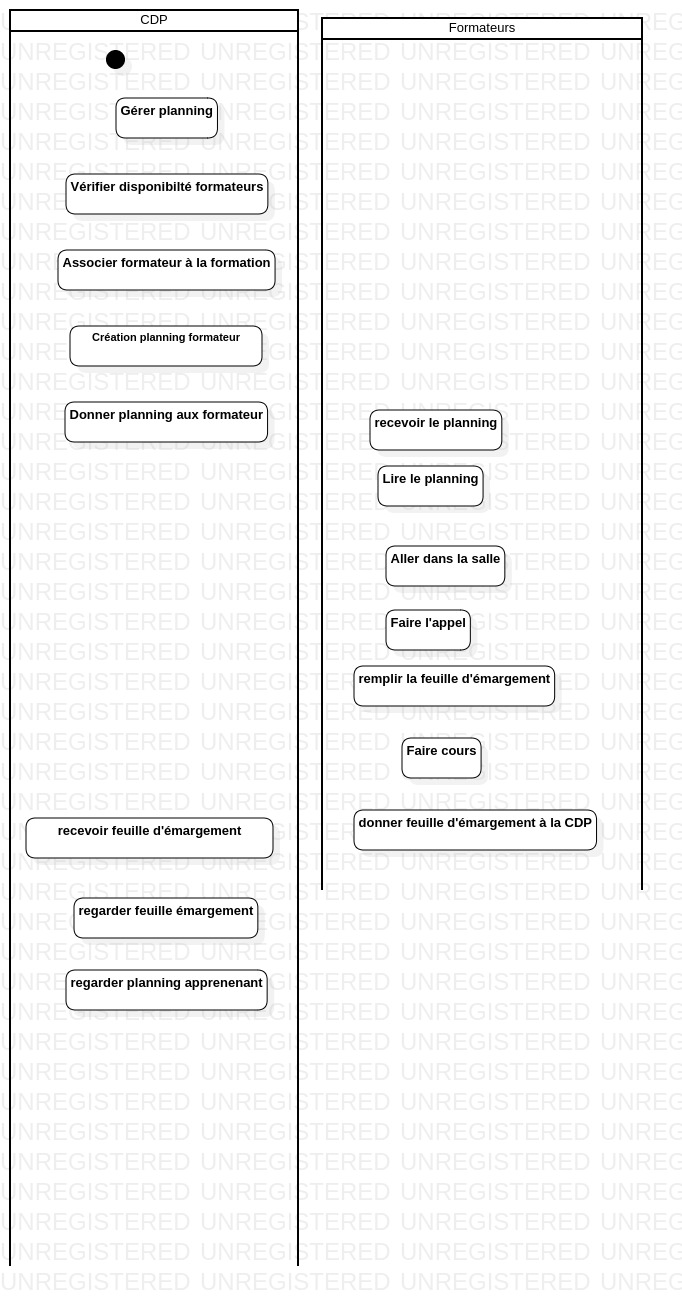 CDP
Formateurs
Gérer planning
Vérifier disponibilté formateurs
Associer formateur à la formation
Création planning formateur
Donner planning aux formateur
recevoir le planning
Lire le planning
Aller dans la salle
Faire l'appel
remplir la feuille d'émargement
Faire cours
donner feuille d'émargement à la CDP
recevoir feuille d'émargement
regarder feuille émargement
regarder planning apprenenant
UNREGISTERED